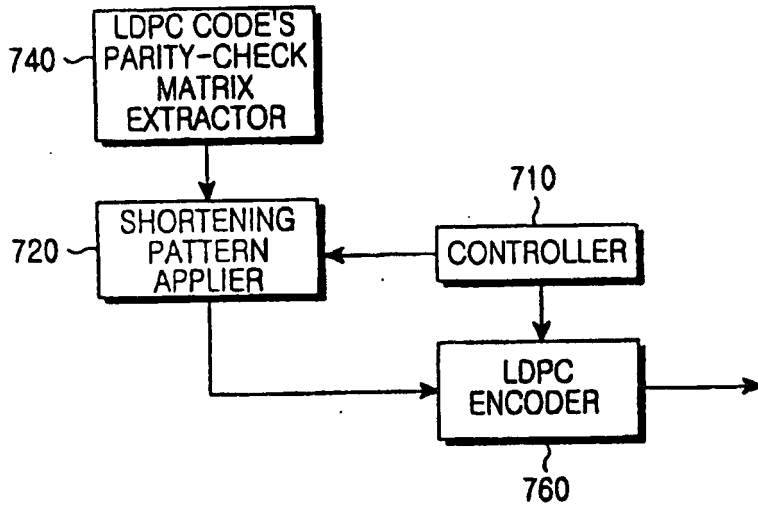 LDPC CODE'S
PARITY-CHECK
MATRIX
EXTRACTOR
740
SHORTENING
PATTERN
APPLIER
720
710
CONTROLLER
LDPC
ENCODER
760